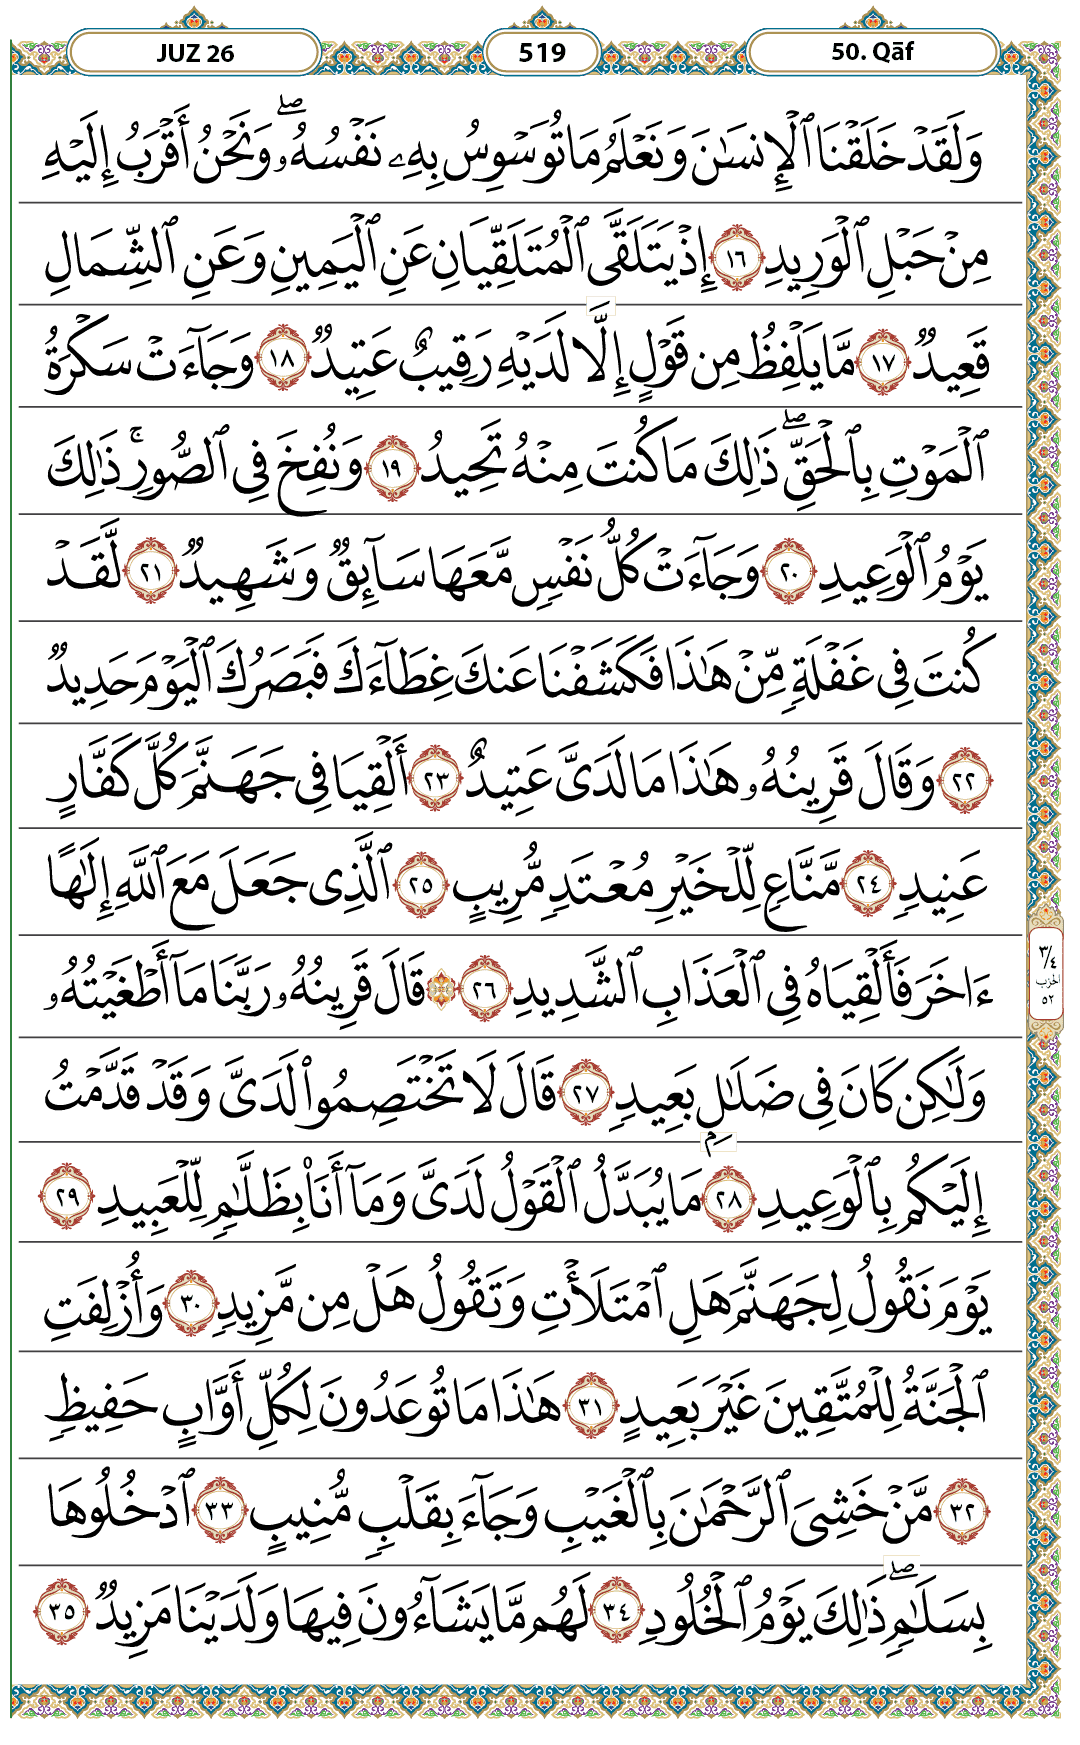 JUZ 26 519 50. Qāf
وَلَقَدْ خَلَقْنَا ٱلْإِنسَٰنَ وَنَعْلَمُ مَا تُوَسْوِسُ بِهِۦ نَفْسُهُۥ ۖ وَنَحْنُ أَقْرَبُ إِلَيْهِ
مِنْ حَبْلِ ٱلْوَرِيدِ ١٦ إِذْ يَتَلَقَّى ٱلْمُتَلَقِّيَانِ عَنِ ٱلْيَمِينِ وَعَنِ ٱلشِّمَالِ
قَعِيدٌ ١٧ مَّا يَلْفِظُ مِن قَوْلٍ إِلَّا لَدَيْهِ رَقِيبٌ عَتِيدٌ ١٨ وَجَآءَتْ سَكْرَةُ
ٱلْمَوْتِ بِٱلْحَقِّ ۖ ذَٰلِكَ مَا كُنتَ مِنْهُ تَحِيدُ ١٩ وَنُفِخَ فِى ٱلصُّورِ ۚ ذَٰلِكَ
يَوْمُ ٱلْوَعِيدِ ٢٠ وَجَآءَتْ كُلُّ نَفْسٍ مَّعَهَا سَآئِقٌ وَشَهِيدٌ ٢١ لَّقَدْ
كُنتَ فِى غَفْلَةٍ مِّنْ هَٰذَا فَكَشَفْنَا عَنكَ غِطَآءَكَ فَبَصَرُكَ ٱلْيَوْمَ حَدِيدٌ
٢٢ وَقَالَ قَرِينُهُۥ هَٰذَا مَا لَدَىَّ عَتِيدٌ ٢٣ أَلْقِيَا فِى جَهَنَّمَ كُلَّ كَفَّارٍ
عَنِيدٍ ٢٤ مَّنَّاعٍ لِّلْخَيْرِ مُعْتَدٍ مُّرِيبٍ ٢٥ ٱلَّذِى جَعَلَ مَعَ ٱللَّهِ إِلَٰهًا
ءَاخَرَ فَأَلْقِيَاهُ فِى ٱلْعَذَابِ ٱلشَّدِيدِ ٢٦ ۞ قَالَ قَرِينُهُۥ رَبَّنَا مَآ أَطْغَيْتُهُۥ
٣/٤
الحزب
٥٢
وَلَٰكِن كَانَ فِى ضَلَٰلٍ بَعِيدٍ ٢٧ قَالَ لَا تَخْتَصِمُوا۟ لَدَىَّ وَقَدْ قَدَّمْتُ
إِلَيْكُم بِٱلْوَعِيدِ ٢٨ مَا يُبَدَّلُ ٱلْقَوْلُ لَدَىَّ وَمَآ أَنَا۠ بِظَلَّٰمٍ لِّلْعَبِيدِ ٢٩
يَوْمَ نَقُولُ لِجَهَنَّمَ هَلِ ٱمْتَلَأْتِ وَتَقُولُ هَلْ مِن مَّزِيدٍ ٣٠ وَأُزْلِفَتِ
ٱلْجَنَّةُ لِلْمُتَّقِينَ غَيْرَ بَعِيدٍ ٣١ هَٰذَا مَا تُوعَدُونَ لِكُلِّ أَوَّابٍ حَفِيظٍ
٣٢ مَّنْ خَشِىَ ٱلرَّحْمَٰنَ بِٱلْغَيْبِ وَجَآءَ بِقَلْبٍ مُّنِيبٍ ٣٣ ٱدْخُلُوهَا
بِسَلَٰمٍ ۖ ذَٰلِكَ يَوْمُ ٱلْخُلُودِ ٣٤ لَهُم مَّا يَشَآءُونَ فِيهَا وَلَدَيْنَا مَزِيدٌ ٣٥